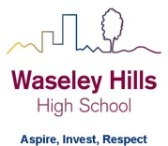 Waseley Hills
High School
Aspire, Invest, Respect